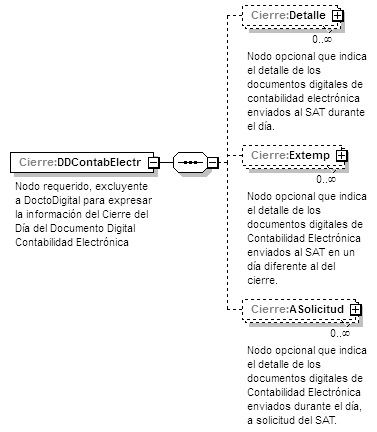 Cierre:Detalle
0..∞
Nodo opcional que indica
el detalle de los
documentos digitales de
contabilidad electrónica
enviados al SAT durante
el día.
Cierre:DDContabElectr
Nodo requerido, excluyente
a DoctoDigital para expresar
la información del Cierre del
Día del Documento Digital
Contabilidad Electrónica
Cierre:Extemp
0..∞
Nodo opcional que indica
el detalle de los
documentos digitales de
Contabilidad Electrónica
enviados al SAT en un
día diferente al del
cierre.
Cierre:ASolicitud
0..∞
Nodo opcional que indica
el detalle de los
documentos digitales de
Contabilidad Electrónica
enviados durante el día,
a solicitud del SAT.